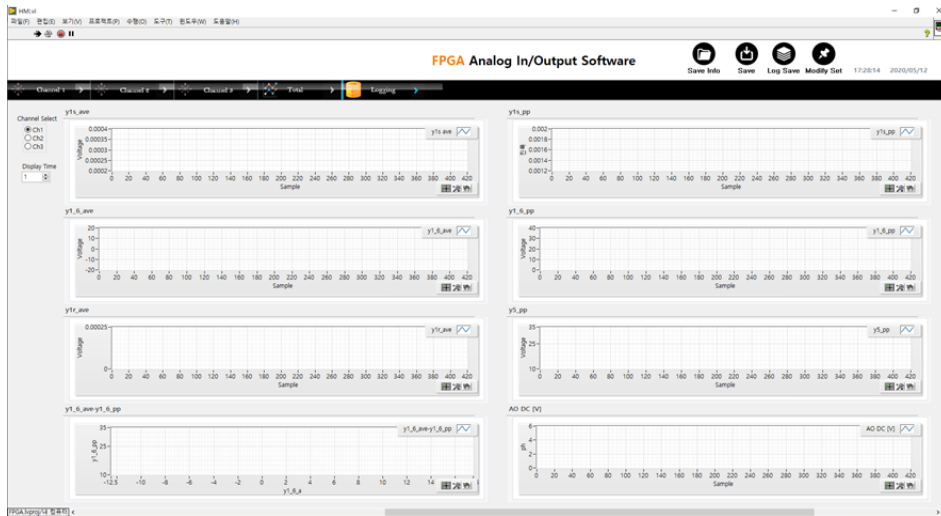 HMI.vi
파일(F) 편집(E) 보기(V) 프로젝트(P) 수행(O) 도구(T) 윈도우(W) 도움말(H)
FPGA Analog In/Output Software
Save Info Save Log Save Modify Set 17:28:14 2020/05/12
Channel 1 Channel 2 Channel 3 Total Logging
Channel Select
Ch1
Ch2
Ch3
Display Time
1
y1s_ave
y1s ave
Voltage
0.0004
0.00035
0.0003
0.00025
0.0002
0 20 40 60 80 100 120 140 160 180 200 220 240 260 280 300 320 340 360 380 400 420
Sample
y1s_pp
y1s_pp
진폭
0.002
0.0018
0.0016
0.0014
0.0012
0 20 40 60 80 100 120 140 160 180 200 220 240 260 280 300 320 340 360 380 400 420
Sample
y1_6_ave
y1_6_ave
Voltage
20
10
0
-10
-20
0 20 40 60 80 100 120 140 160 180 200 220 240 260 280 300 320 340 360 380 400 420
Sample
y1_6_pp
y1_6_pp
Voltage
40
30
20
10
0
0 20 40 60 80 100 120 140 160 180 200 220 240 260 280 300 320 340 360 380 400 420
Sample
y1r_ave
y1r_ave
Voltage
0.00025
0
0 20 40 60 80 100 120 140 160 180 200 220 240 260 280 300 320 340 360 380 400 420
Sample
y5_pp
y5_pp
Voltage
35
25
10
0 20 40 60 80 100 120 140 160 180 200 220 240 260 280 300 320 340 360 380 400 420
Sample
y1_6_ave-y1_6_pp
y1_6_ave-y1_6_pp
y1_6_pp
35
25
10
-12.5 -10 -8 -6 -4 -2 0 2 4 6 8 10 12 14
y1_6_a
AO DC [V]
AO DC [V]
ph
6
4
2
0
0 20 40 60 80 100 120 140 160 180 200 220 240 260 280 300 320 340 360 380 400 420
Sample
FPGA.lvproj/내 컴퓨터